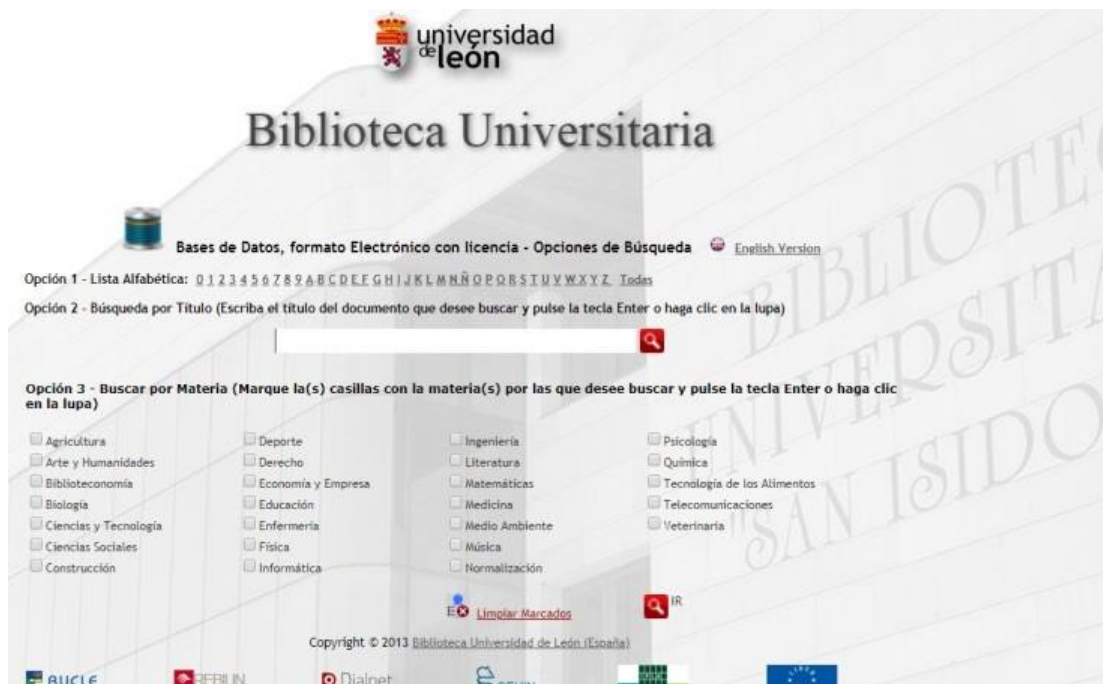 universidad
de león
Biblioteca Universitaria
Bases de Datos, formato Electrónico con licencia - Opciones de Búsqueda English Version
Opción 1 - Lista Alfabética: 0 1 2 3 4 5 6 7 8 9 A B C D E F G H I J K L M N Ñ O P Q R S T U V W X Y Z Todas
Opción 2 - Búsqueda por Título (Escriba el título del documento que desee buscar y pulse la tecla Enter o haga clic en la lupa)
Opción 3 - Buscar por Materia (Marque la(s) casillas con la materia(s) por las que desee buscar y pulse la tecla Enter o haga clic
en la lupa)
Agricultura Deporte Ingeniería Psicología
Arte y Humanidades Derecho Literatura Química
Biblioteconomía Economía y Empresa Matemáticas Tecnología de los Alimentos
Biología Educación Medicina Telecomunicaciones
Ciencias y Tecnología Enfermería Medio Ambiente Veterinaria
Ciencias Sociales Física Música
Construcción Informática Normalización
Limpiar Marcados IR
Copyright © 2013 Biblioteca Universidad de León (España)
BUCLE REBIUN Dialnet
BIBLIOTEC
UNIVERSITA
"SAN ISIDO